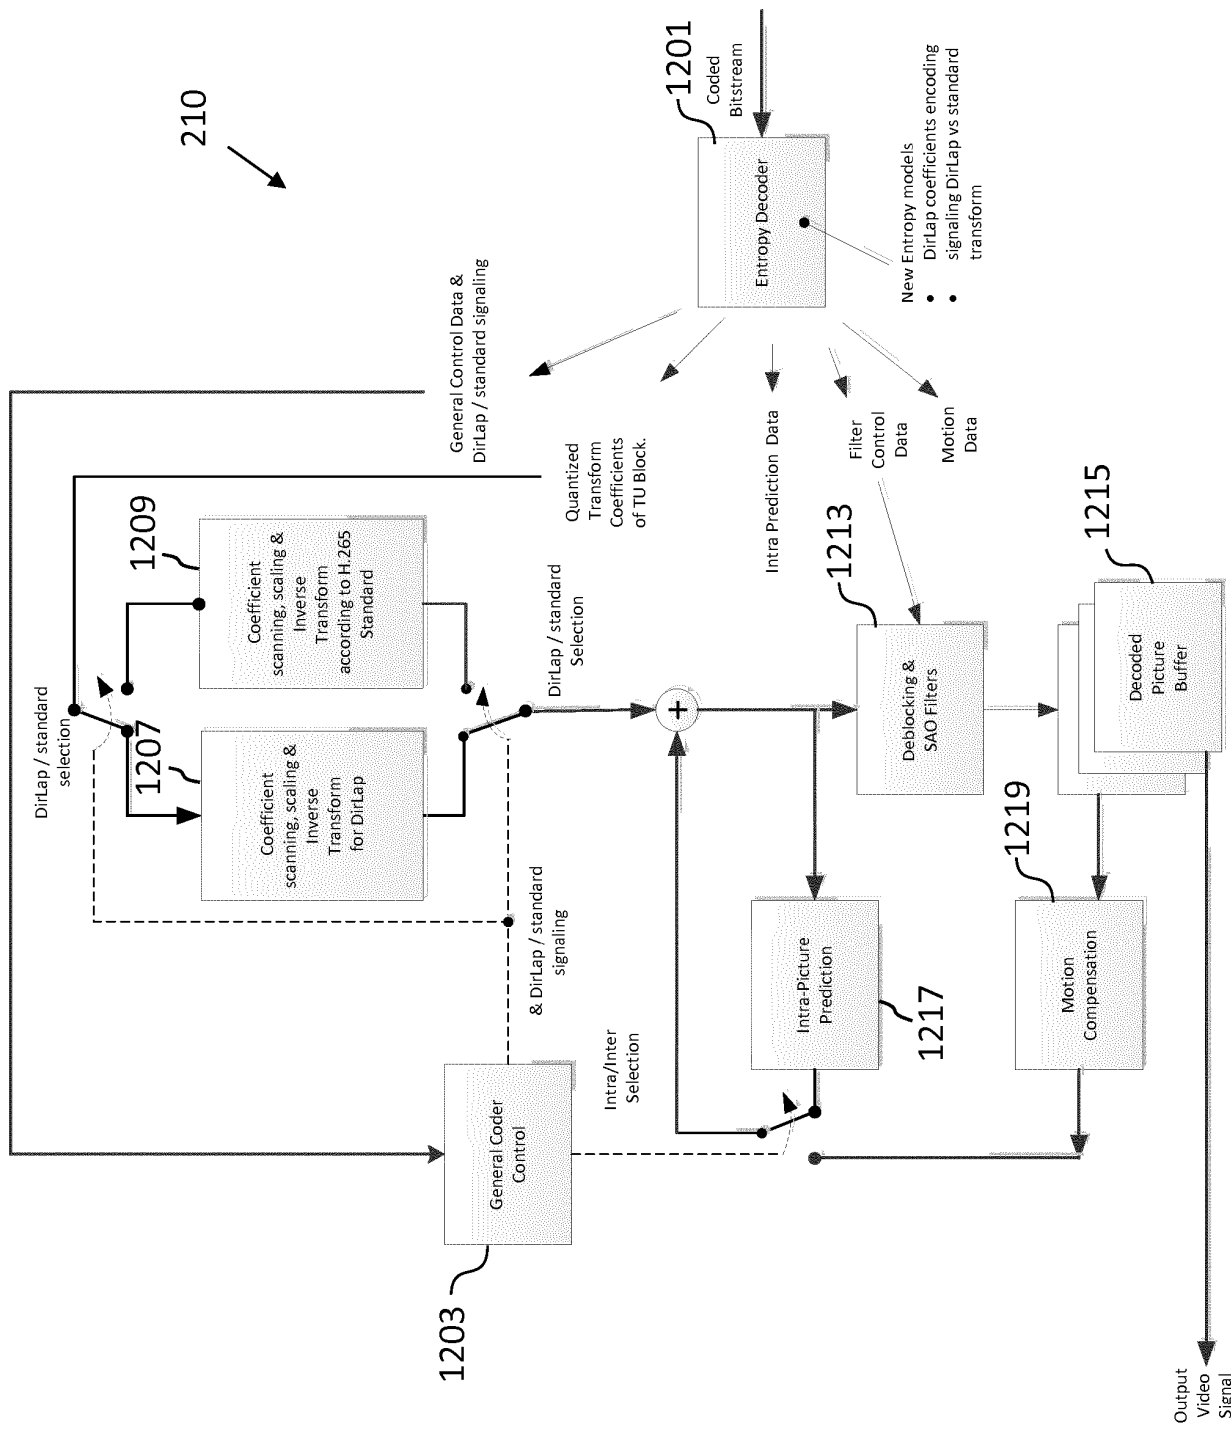 210
1201
Coded
Bitstream
Entropy Decoder
New Entropy models
• DirLap coefficients encoding
• signaling DirLap vs standard
transform
General Control Data &
DirLap / standard signaling
Quantized
Transform
Coefficients
of TU Block.
Intra Prediction Data
Filter
Control
Data
Motion
Data
DirLap / standard
selection
1209
Coefficient
scanning, scaling &
Inverse
Transform
according to H.265
Standard
1207
Coefficient
scanning, scaling &
Inverse
Transform
for DirLap
DirLap / standard
Selection
& DirLap / standard
signaling
1203
General Coder
Control
Intra/Inter
Selection
+
1213
Deblocking &
SAO Filters
1215
Decoded
Picture
Buffer
1217
Intra-Picture
Prediction
1219
Motion
Compensation
Output
Video
Signal